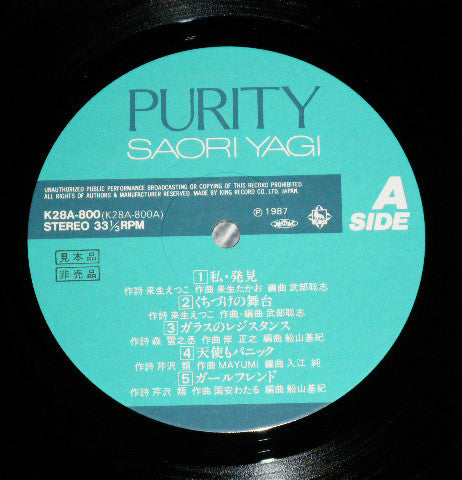 PURITY
SAORI YAGI
UNAUTHORIZED PUBLIC PERFORMANCE BROADCASTING OR COPYING OF THIS RECORD PROHIBITED.
ALL RIGHTS OF AUTHORS & MANUFACTURER RESERVED. MADE BY KING RECORD CO. LTD. JAPAN.
K28A-800 (K28A-800A)
STEREO 33⅓RPM
Ⓟ 1987
A
SIDE
見本品
非売品
1 私・発見
作詩 来生えつこ 作曲 来生たかお 編曲 武部聡志
2 くちづけの舞台
作詩 来生えつこ 作曲・編曲 武部聡志
3 ガラスのレジスタンス
作詩 森 雪之丞 作曲 岸 正之 編曲 船山基紀
4 天使もパニック
作詩 芹沢 類 作曲 MAYUMI 編曲 入江 純
5 ガールフレンド
作詩 芹沢 類 作曲 国安わたる 編曲 船山基紀